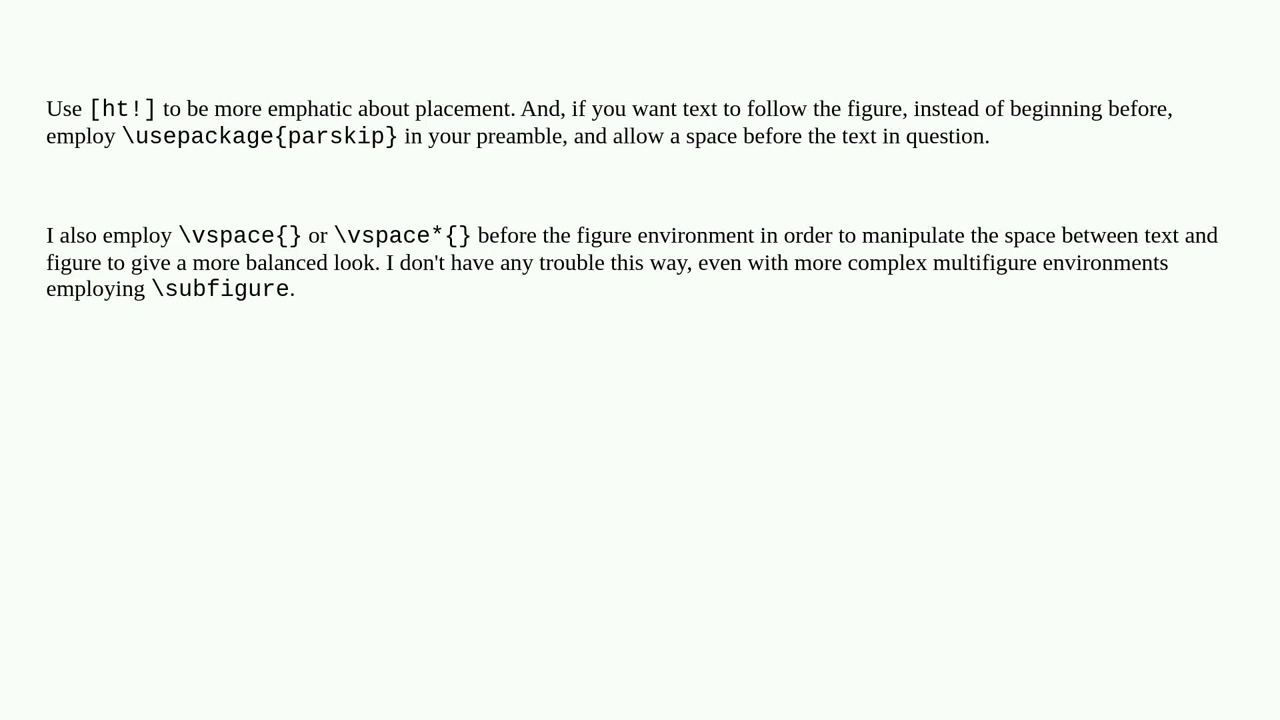 Use [ht!] to be more emphatic about placement. And, if you want text to follow the figure, instead of beginning before,
employ \usepackage{parskip} in your preamble, and allow a space before the text in question.
I also employ \vspace{} or \vspace*{} before the figure environment in order to manipulate the space between text and
figure to give a more balanced look. I don't have any trouble this way, even with more complex multifigure environments
employing \subfigure.